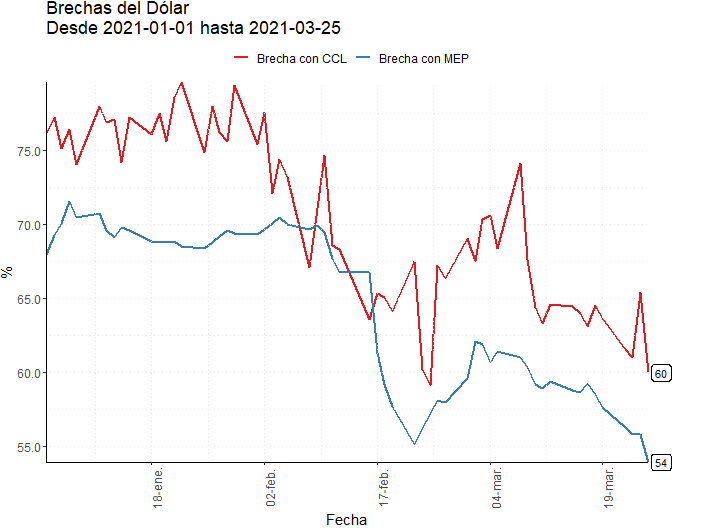 Brechas del Dólar
Desde 2021-01-01 hasta 2021-03-25
Brecha con CCL
Brecha con MEP
%
75.0
70.0
65.0
60.0
55.0
60
54
18-ene.
02-feb.
17-feb.
04-mar.
19-mar.
Fecha